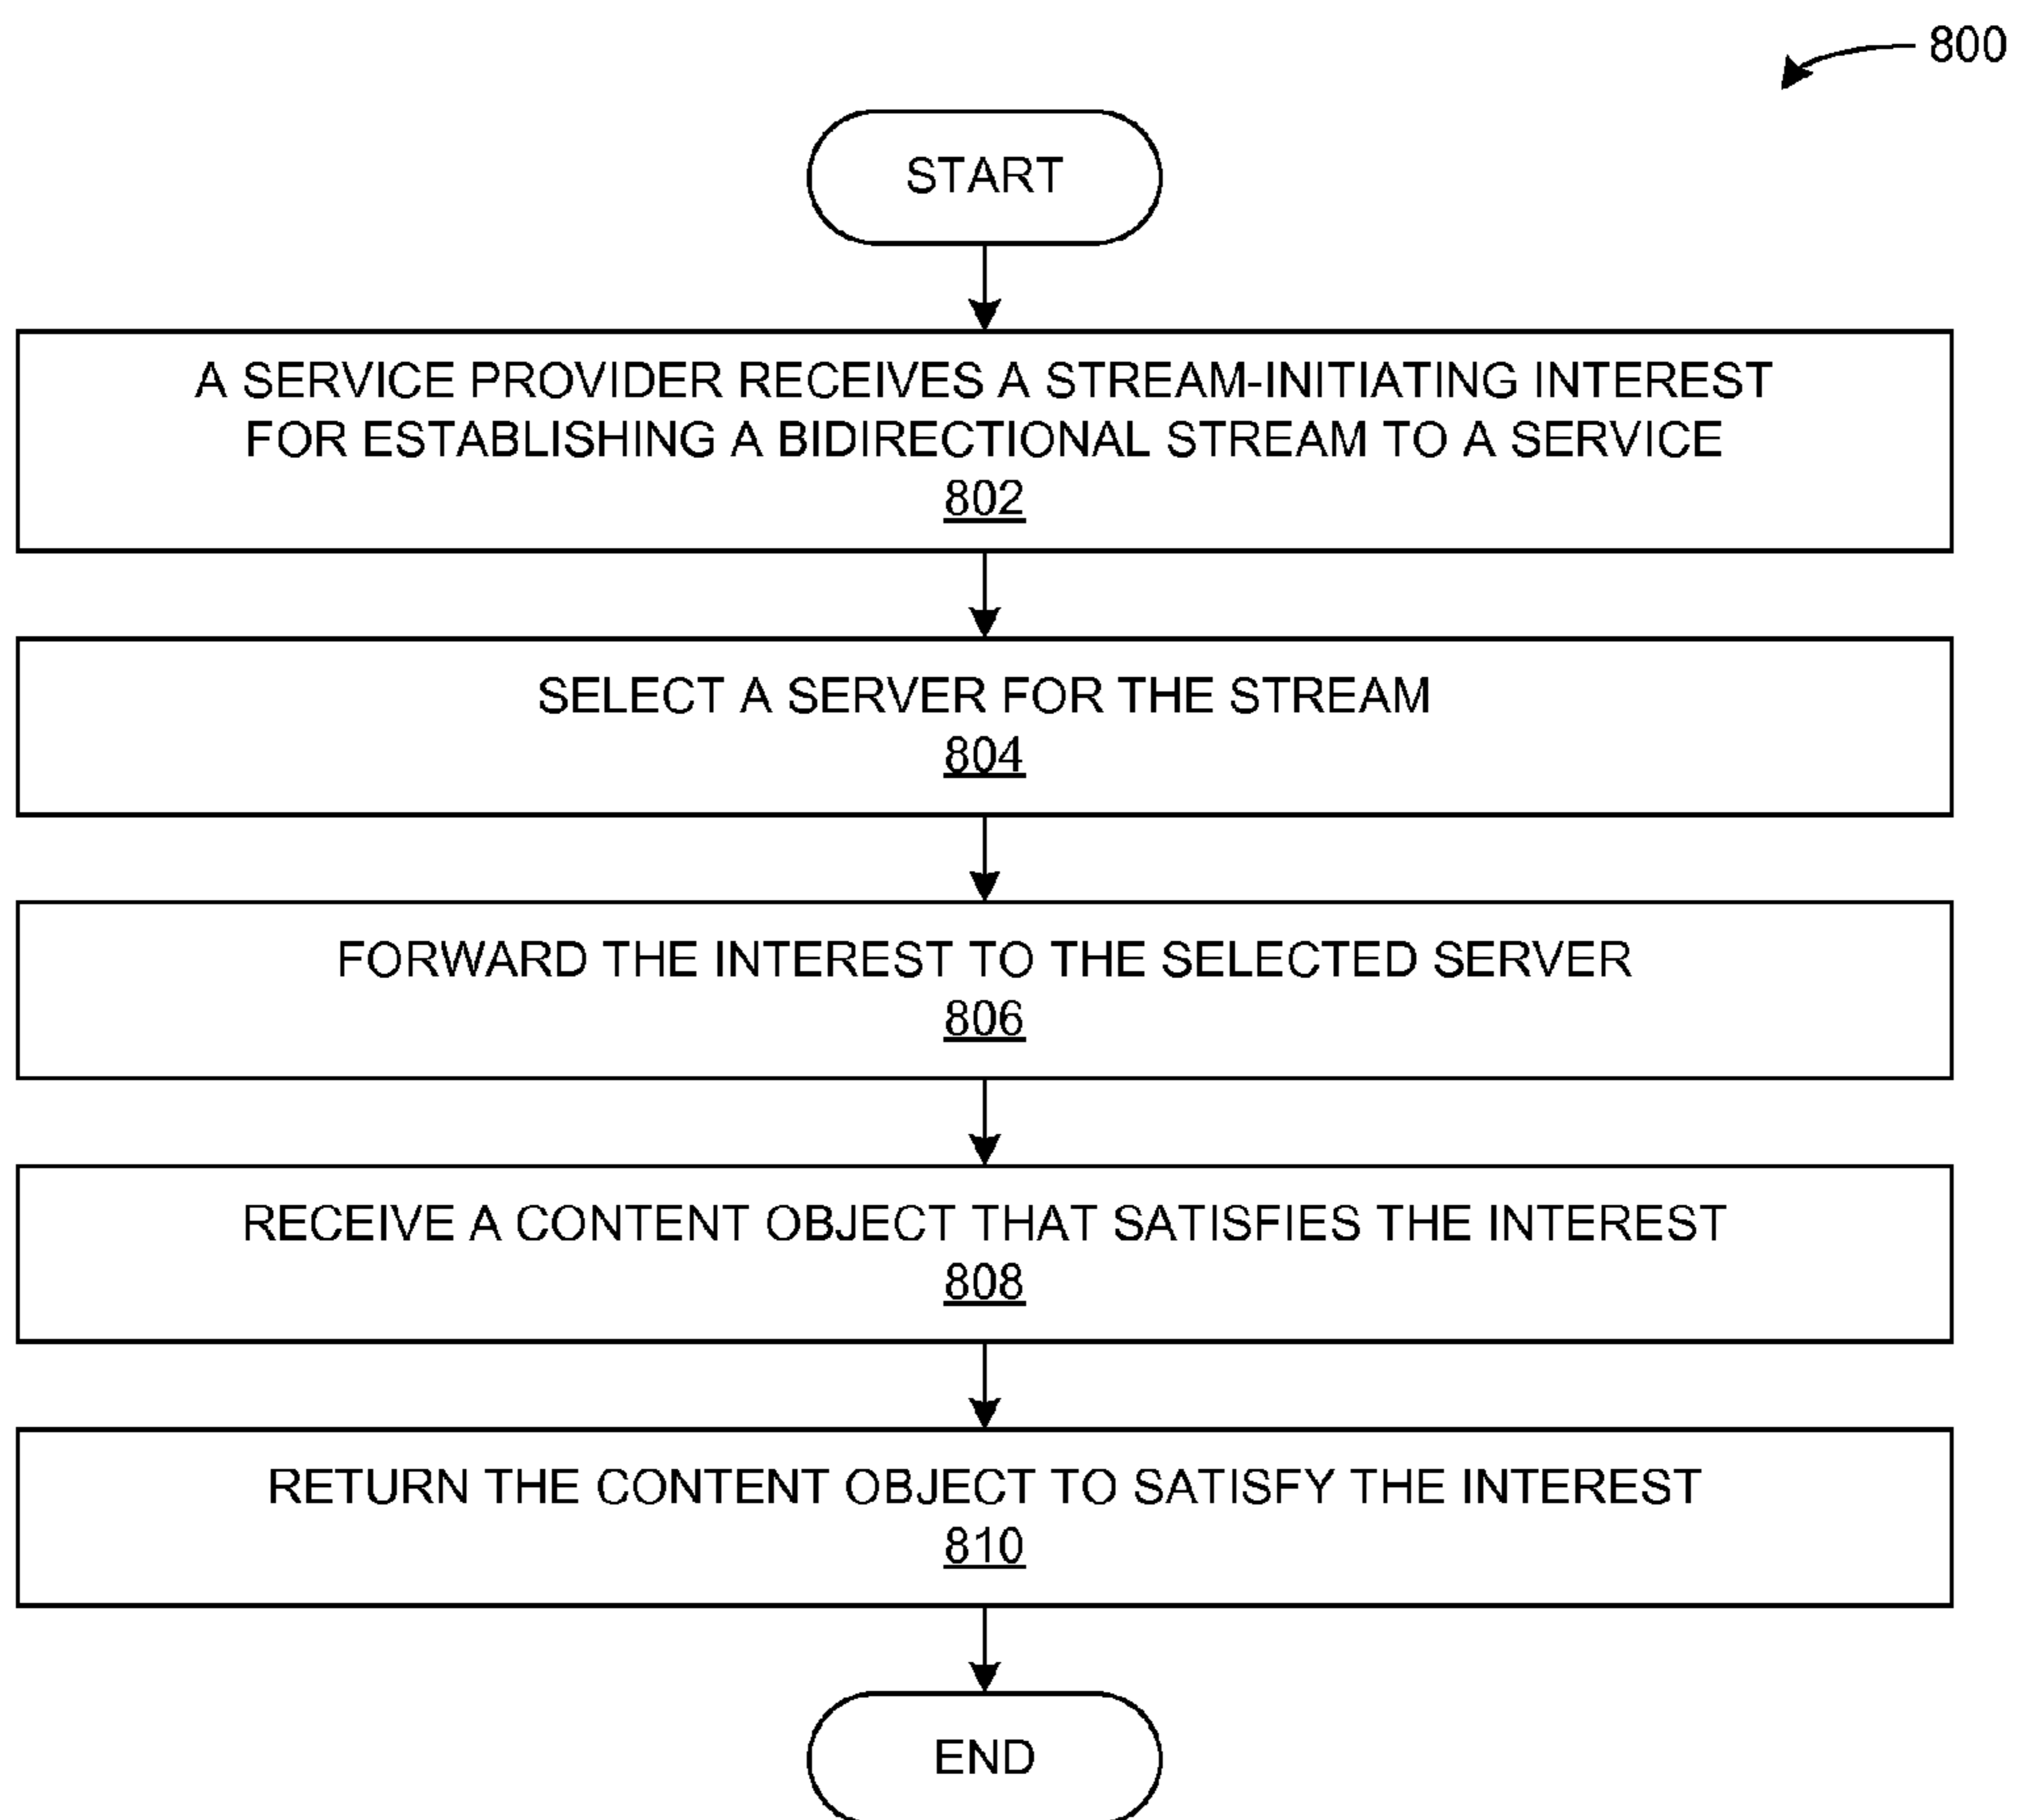 800
START
A SERVICE PROVIDER RECEIVES A STREAM-INITIATING INTEREST
FOR ESTABLISHING A BIDIRECTIONAL STREAM TO A SERVICE
802
SELECT A SERVER FOR THE STREAM
804
FORWARD THE INTEREST TO THE SELECTED SERVER
806
RECEIVE A CONTENT OBJECT THAT SATISFIES THE INTEREST
808
RETURN THE CONTENT OBJECT TO SATISFY THE INTEREST
810
END